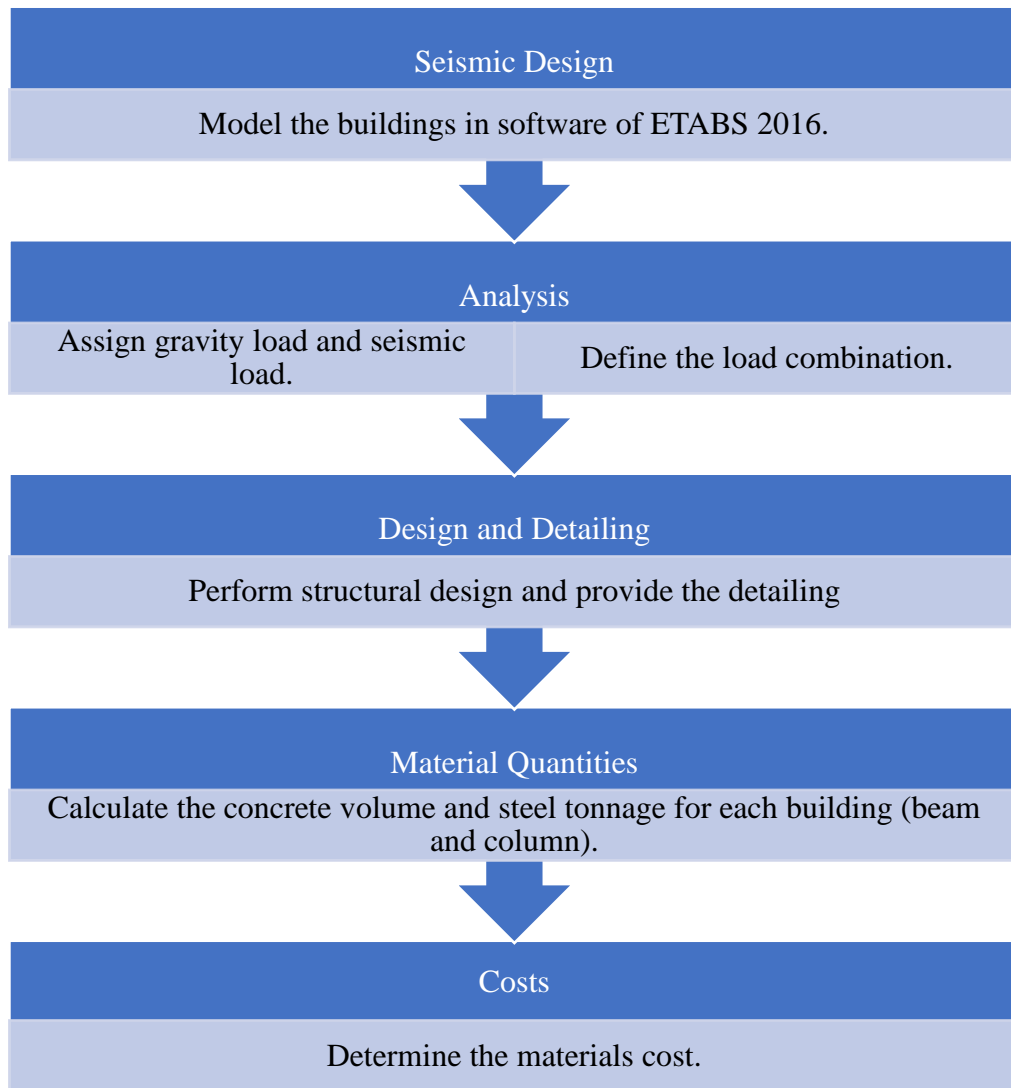 Seismic Design
Model the buildings in software of ETABS 2016.
Analysis
Assign gravity load and seismic
load.
Define the load combination.
Design and Detailing
Perform structural design and provide the detailing
Material Quantities
Calculate the concrete volume and steel tonnage for each building (beam
and column).
Costs
Determine the materials cost.